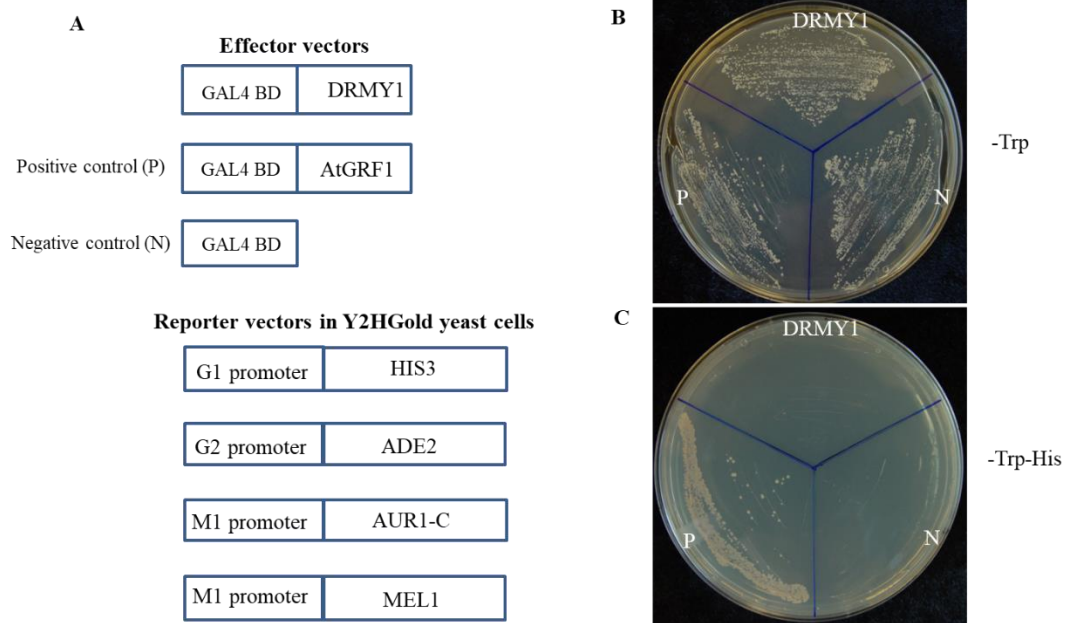 A
Effector vectors
GAL4 BD DRMY1
Positive control (P) GAL4 BD AtGRF1
Negative control (N) GAL4 BD
Reporter vectors in Y2HGold yeast cells
G1 promoter HIS3
G2 promoter ADE2
M1 promoter AUR1-C
M1 promoter MEL1
B
DRMY1
-Trp
P N
C
DRMY1
-Trp-His
P N